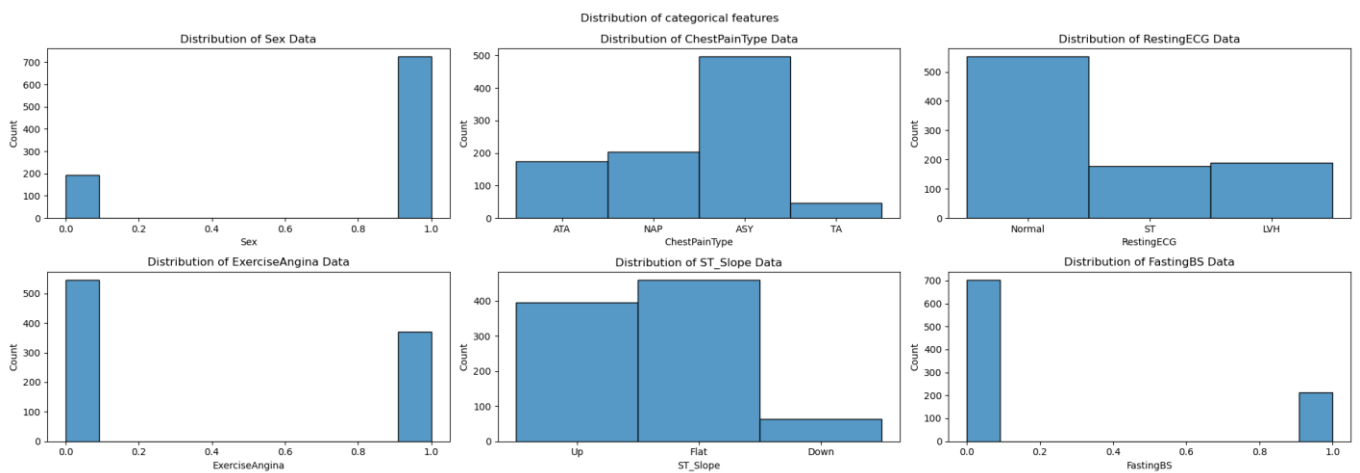 Distribution of categorical features
Distribution of Sex Data
700
600
500
400
300
200
100
0
Count
0.0 0.2 0.4 0.6 0.8 1.0
Sex
Distribution of ChestPainType Data
500
400
300
200
100
0
Count
ATA NAP ASY TA
ChestPainType
Distribution of RestingECG Data
500
400
300
200
100
0
Count
Normal ST LVH
RestingECG
Distribution of ExerciseAngina Data
500
400
300
200
100
0
Count
0.0 0.2 0.4 0.6 0.8 1.0
ExerciseAngina
Distribution of ST_Slope Data
400
300
200
100
0
Count
Up Flat Down
ST_Slope
Distribution of FastingBS Data
700
600
500
400
300
200
100
0
Count
0.0 0.2 0.4 0.6 0.8 1.0
FastingBS